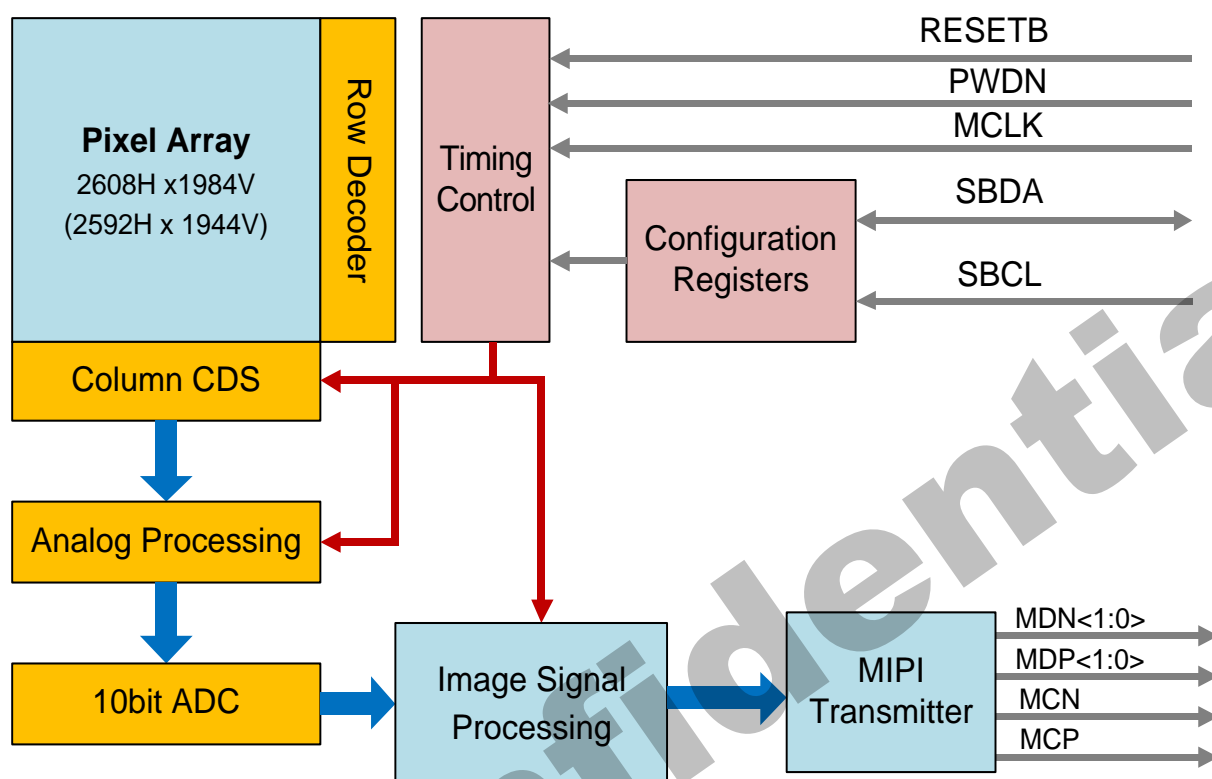 Pixel Array
2608H x1984V
(2592H x 1944V)
Row Decoder
Timing
Control
RESETB
PWDN
MCLK
SBDA
SBCL
Configuration
Registers
Column CDS
Analog Processing
10bit ADC
Image Signal
Processing
MIPI
Transmitter
MDN<1:0>
MDP<1:0>
MCN
MCP
fidentia